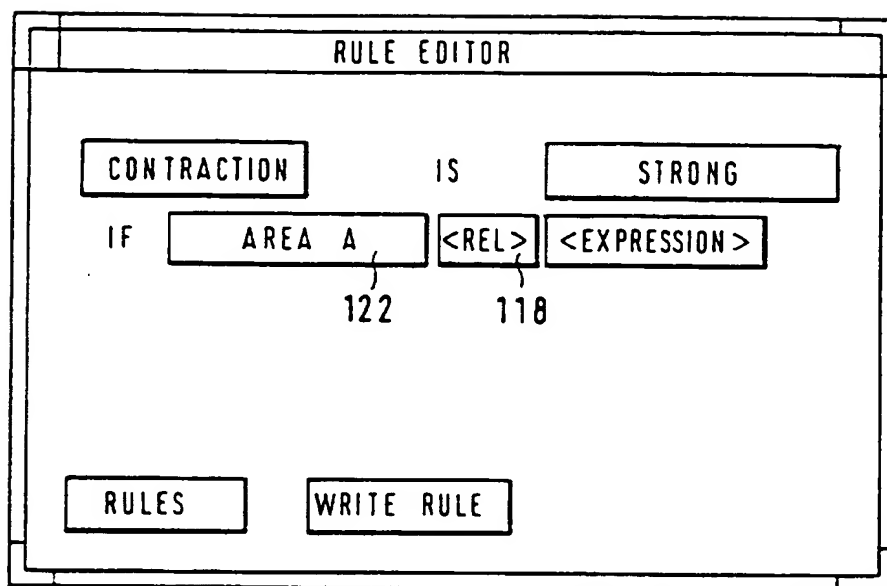 RULE EDITOR
CONTRACTION IS STRONG
IF AREA A <REL> <EXPRESSION>
122 118
RULES WRITE RULE